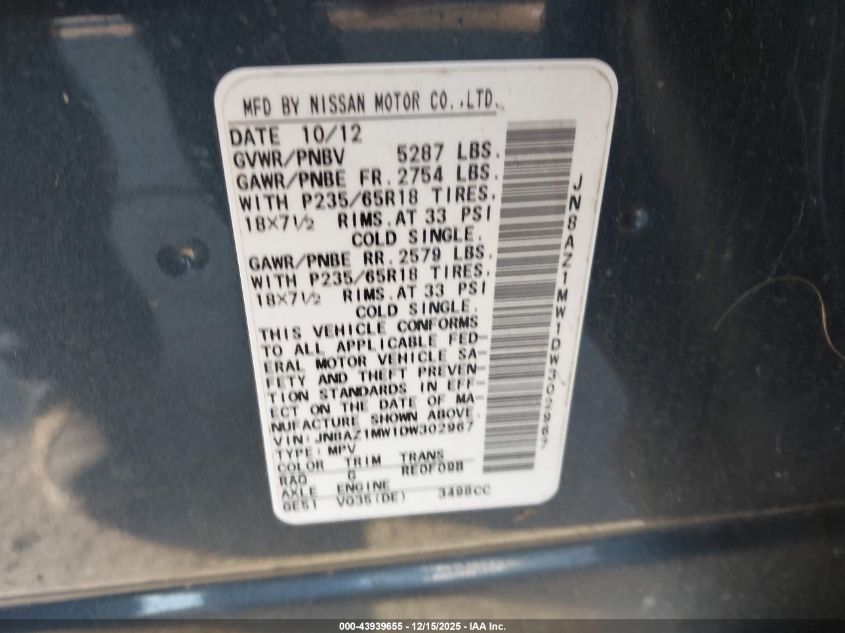 MFD BY NISSAN MOTOR CO.,LTD.
DATE 10/12
GVWR/PNBV 5287 LBS.
GAWR/PNBE FR. 2754 LBS.
WITH P235/65R18 TIRES.
18X7½ RIMS.AT 33 PSI
COLD SINGLE.
GAWR/PNBE RR. 2579 LBS.
WITH P235/65R18 TIRES.
18X7½ RIMS.AT 33 PSI
COLD SINGLE.
THIS VEHICLE CONFORMS
TO ALL APPLICABLE FED-
ERAL MOTOR VEHICLE SA-
FETY AND THEFT PREVEN-
TION STANDARDS IN EFF-
ECT ON THE DATE OF MA-
NUFACTURE SHOWN ABOVE.
VIN:JN8AZ1MW1DW302967
TYPE:MPV
COLOR TRIM TRANS
RAQ G RE0F09B
AXLE ENGINE
GE51 VQ35(DE) 3498CC
JN8AZ1MW1DW302967
000-43939655 - 12/15/2025 - IAA Inc.